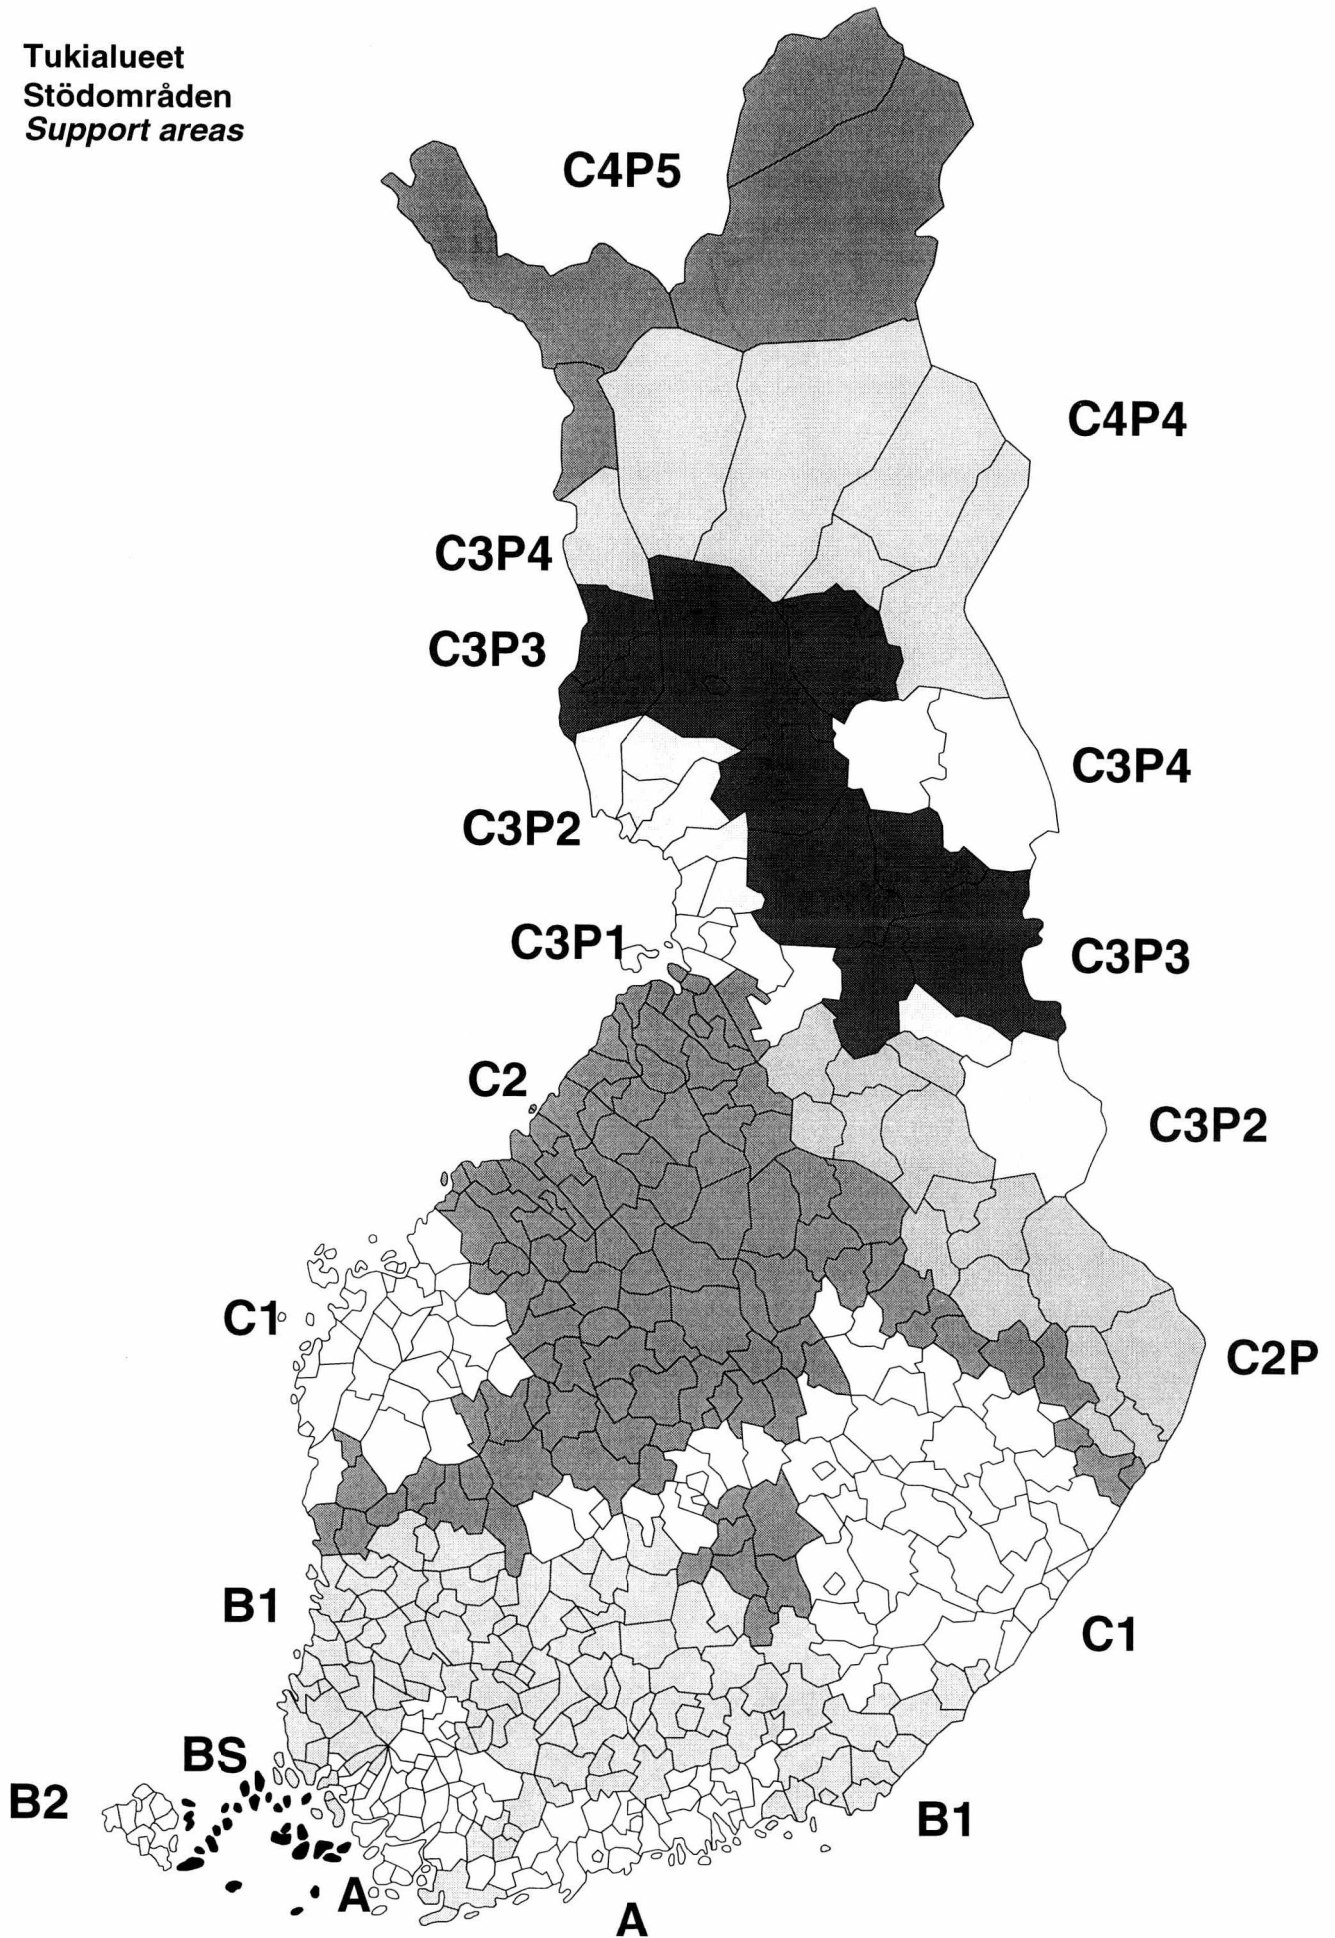 Tukialueet
Stödområden
Support areas
C4P5
C4P4
C3P4
C3P3
C3P4
C3P2
C3P1
C3P3
C2
C3P2
C1
C2P
B1
C1
BS
B2
B1
A
A